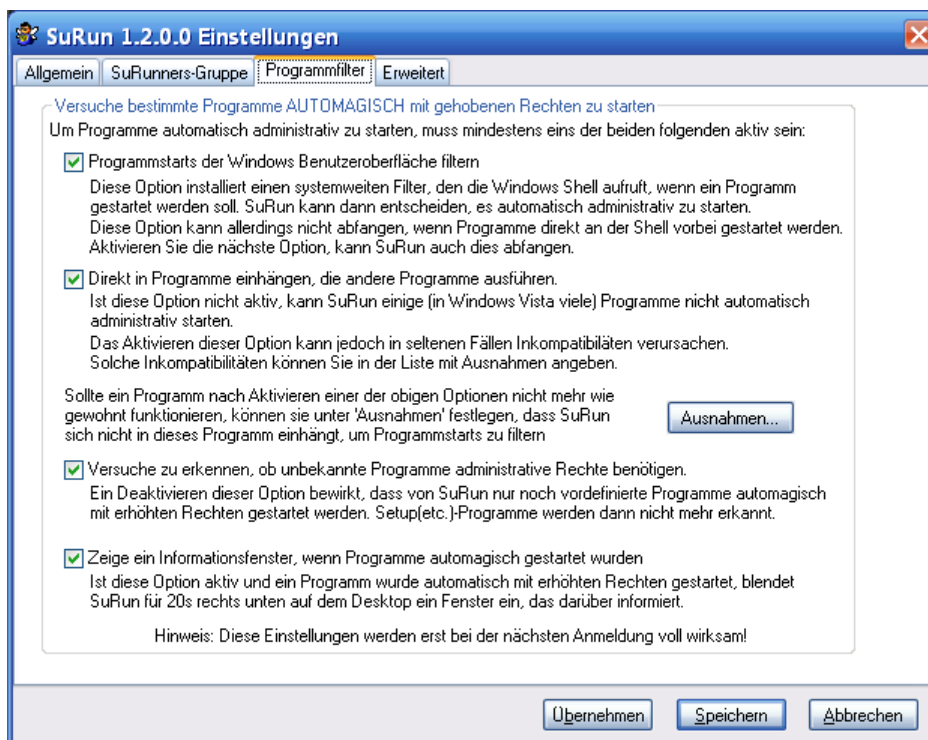 SuRun 1.2.0.0 Einstellungen
Allgemein SuRunners-Gruppe Programmfilter Erweitert
Versuche bestimmte Programme AUTOMAGISCH mit gehobenen Rechten zu starten
Um Programme automatisch administrativ zu starten, muss mindestens eins der beiden folgenden aktiv sein:
Programmstarts der Windows Benutzeroberfläche filtern
Diese Option installiert einen systemweiten Filter, den die Windows Shell aufruft, wenn ein Programm
gestartet werden soll. SuRun kann dann entscheiden, es automatisch administrativ zu starten.
Diese Option kann allerdings nicht abfangen, wenn Programme direkt an der Shell vorbei gestartet werden.
Aktivieren Sie die nächste Option, kann SuRun auch dies abfangen.
Direkt in Programme einhängen, die andere Programme ausführen.
Ist diese Option nicht aktiv, kann SuRun einige (in Windows Vista viele) Programme nicht automatisch
administrativ starten.
Das Aktivieren dieser Option kann jedoch in seltenen Fällen Inkompatibiläten verursachen.
Solche Inkompatibilitäten können Sie in der Liste mit Ausnahmen angeben.
Sollte ein Programm nach Aktivieren einer der obigen Optionen nicht mehr wie
gewohnt funktionieren, können sie unter 'Ausnahmen' festlegen, dass SuRun
sich nicht in dieses Programm einhängt, um Programmstarts zu filtern
Ausnahmen...
Versuche zu erkennen, ob unbekannte Programme administrative Rechte benötigen.
Ein Deaktivieren dieser Option bewirkt, dass von SuRun nur noch vordefinierte Programme automagisch
mit erhöhten Rechten gestartet werden. Setup(etc.)-Programme werden dann nicht mehr erkannt.
Zeige ein Informationsfenster, wenn Programme automagisch gestartet wurden
Ist diese Option aktiv und ein Programm wurde automatisch mit erhöhten Rechten gestartet, blendet
SuRun für 20s rechts unten auf dem Desktop ein Fenster ein, das darüber informiert.
Hinweis: Diese Einstellungen werden erst bei der nächsten Anmeldung voll wirksam!
Übernehmen Speichern Abbrechen